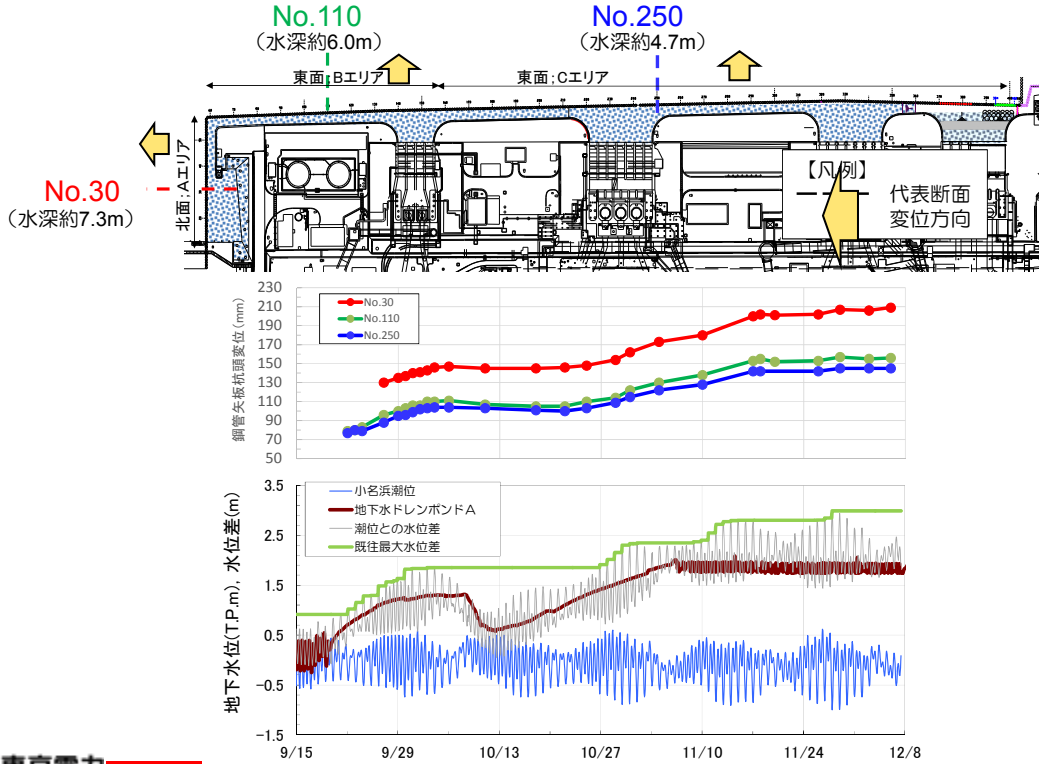 No.110
(水深約6.0m)
No.250
(水深約4.7m)
東面;Bエリア
東面;Cエリア
北面;Aエリア
No.30
(水深約7.3m)
【凡例】
代表断面
変位方向
鋼管矢板杭頭変位(mm)
230
210
190
170
150
130
110
90
70
50
No.30
No.110
No.250
地下水位(T.P.m), 水位差(m)
3.5
2.5
1.5
0.5
-0.5
-1.5
小名浜潮位
地下水ドレンポンドA
潮位との水位差
既往最大水位差
9/15 9/29 10/13 10/27 11/10 11/24 12/8
東京電力